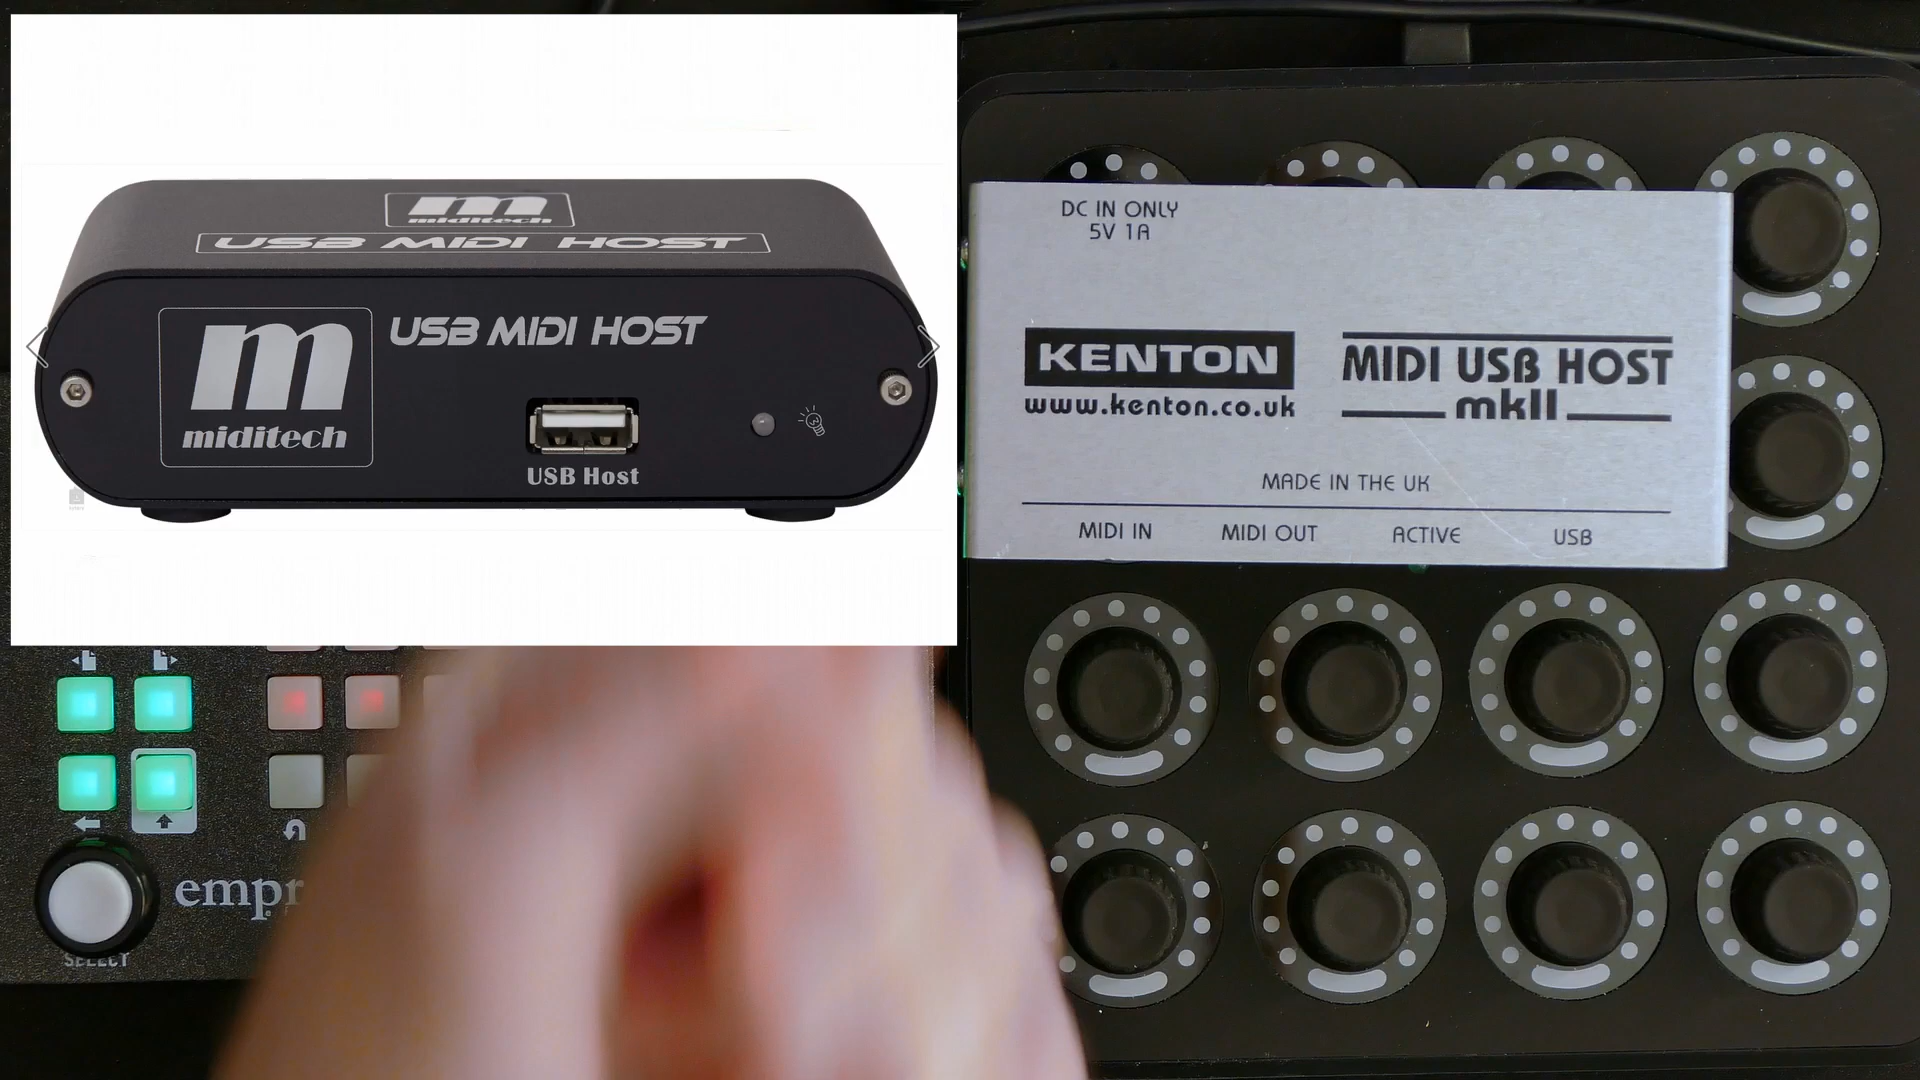 m
miditech
USB MIDI HOST
m
miditech
USB MIDI HOST
USB Host
DC IN ONLY
5V 1A
KENTON
www.kenton.co.uk
MIDI USB HOST
mkII
MADE IN THE UK
MIDI IN MIDI OUT ACTIVE USB
empr
SELECT